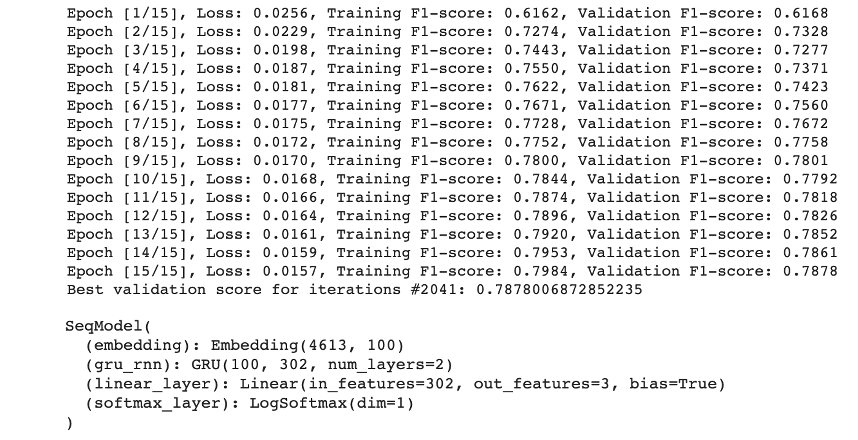 Epoch [1/15], Loss: 0.0256, Training F1-score: 0.6162, Validation F1-score: 0.6168
Epoch [2/15], Loss: 0.0229, Training F1-score: 0.7274, Validation F1-score: 0.7328
Epoch [3/15], Loss: 0.0198, Training F1-score: 0.7443, Validation F1-score: 0.7277
Epoch [4/15], Loss: 0.0187, Training F1-score: 0.7550, Validation F1-score: 0.7371
Epoch [5/15], Loss: 0.0181, Training F1-score: 0.7622, Validation F1-score: 0.7423
Epoch [6/15], Loss: 0.0177, Training F1-score: 0.7671, Validation F1-score: 0.7560
Epoch [7/15], Loss: 0.0175, Training F1-score: 0.7728, Validation F1-score: 0.7672
Epoch [8/15], Loss: 0.0172, Training F1-score: 0.7752, Validation F1-score: 0.7758
Epoch [9/15], Loss: 0.0170, Training F1-score: 0.7800, Validation F1-score: 0.7801
Epoch [10/15], Loss: 0.0168, Training F1-score: 0.7844, Validation F1-score: 0.7792
Epoch [11/15], Loss: 0.0166, Training F1-score: 0.7874, Validation F1-score: 0.7818
Epoch [12/15], Loss: 0.0164, Training F1-score: 0.7896, Validation F1-score: 0.7826
Epoch [13/15], Loss: 0.0161, Training F1-score: 0.7920, Validation F1-score: 0.7852
Epoch [14/15], Loss: 0.0159, Training F1-score: 0.7953, Validation F1-score: 0.7861
Epoch [15/15], Loss: 0.0157, Training F1-score: 0.7984, Validation F1-score: 0.7878
Best validation score for iterations #2041: 0.7878006872852235
SeqModel(
(embedding): Embedding(4613, 100)
(gru_rnn): GRU(100, 302, num_layers=2)
(linear_layer): Linear(in_features=302, out_features=3, bias=True)
(softmax_layer): LogSoftmax(dim=1)
)